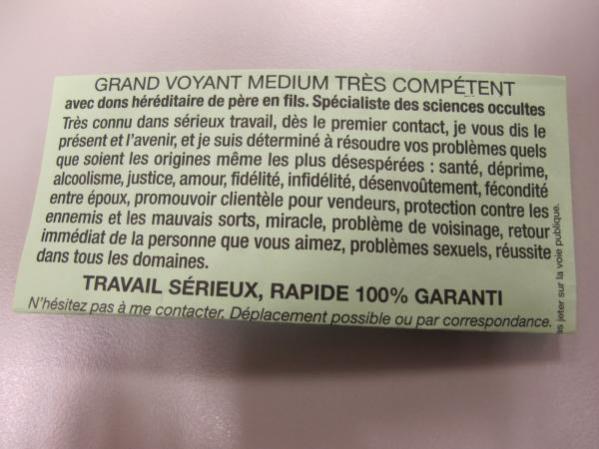 GRAND VOYANT MEDIUM TRÈS COMPÉTENT
avec dons héréditaire de père en fils. Spécialiste des sciences occultes
Très connu dans sérieux travail, dès le premier contact, je vous dis le
présent et l'avenir, et je suis déterminé à résoudre vos problèmes quels
que soient les origines même les plus désespérées : santé, déprime,
alcoolisme, justice, amour, fidélité, infidélité, désenvoûtement, fécondité
entre époux, promouvoir clientèle pour vendeurs, protection contre les
ennemis et les mauvais sorts, miracle, problème de voisinage, retour
immédiat de la personne que vous aimez, problèmes sexuels, réussite
dans tous les domaines.
TRAVAIL SÉRIEUX, RAPIDE 100% GARANTI
N'hésitez pas à me contacter. Déplacement possible ou par correspondance.
jeter sur la voie publique.